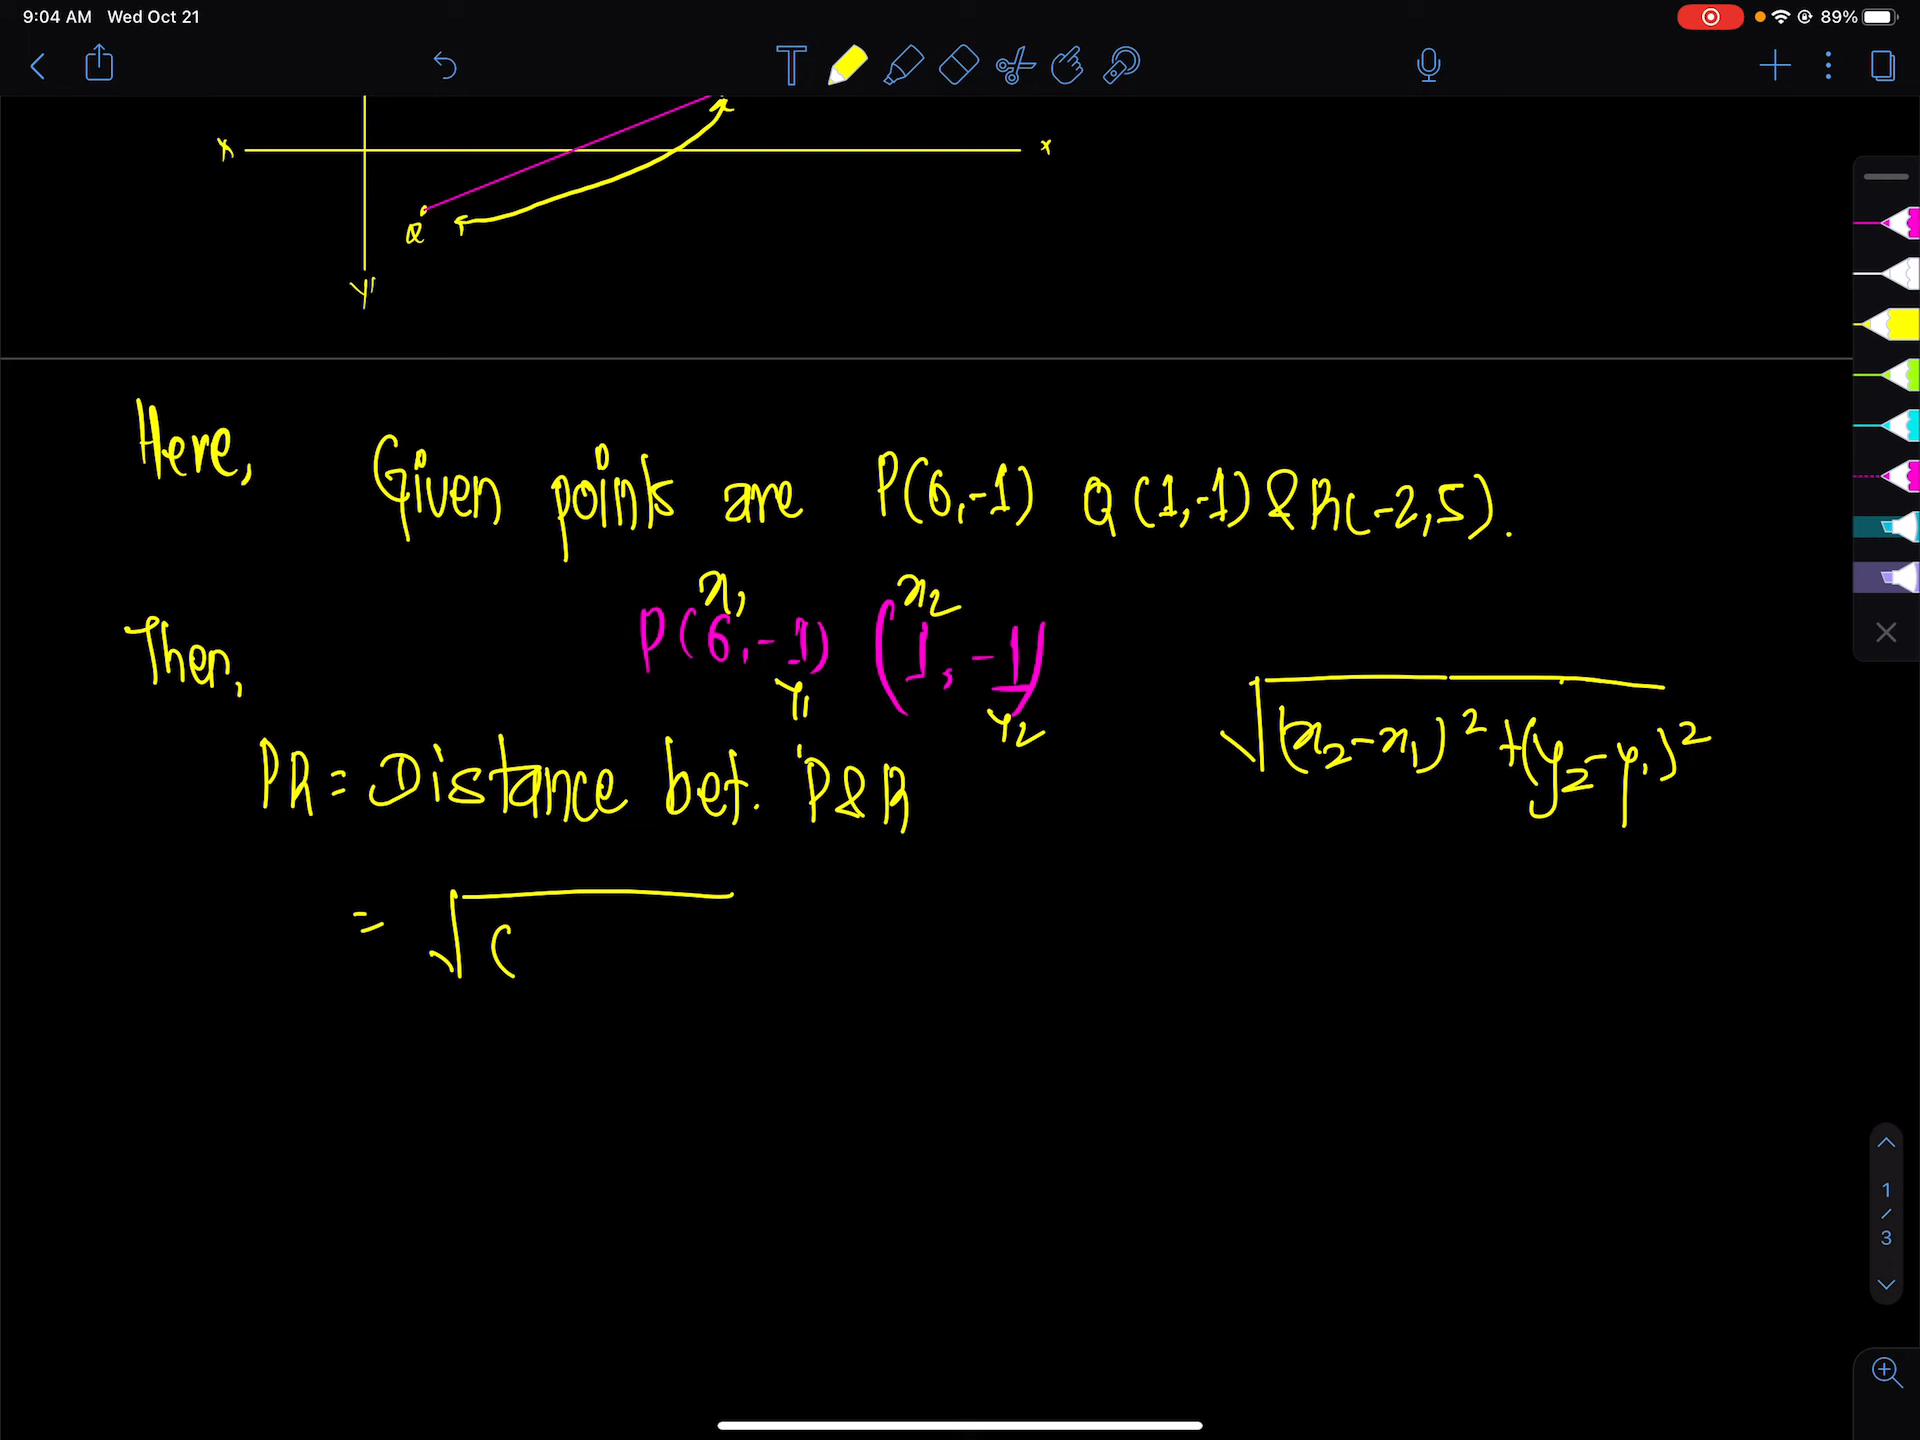 9:04 AM Wed Oct 21
89%
T
X x
Q
Y'
Here, Given points are P(6,-1) Q(1,-1) & R(-2,5).
x₁ x₂
Then, P(6,-1) (1,-1)
y₁ y₂
√(x₂-x₁)²+(y₂-y₁)²
PR = Distance bet. P&R
= √(
1
/
3